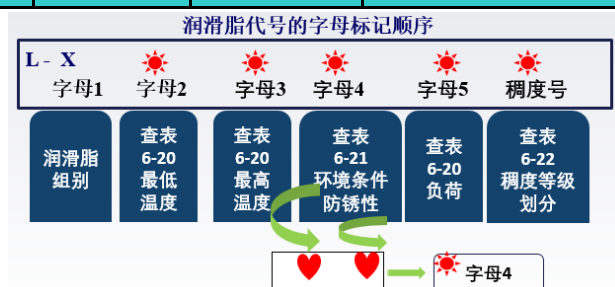 润滑脂代号的字母标记顺序
L - X
字母1 字母2 字母3 字母4 字母5 稠度号
润滑脂
组别
查表
6-20
最低
温度
查表
6-20
最高
温度
查表
6-21
环境条件
防锈性
查表
6-20
负荷
查表
6-22
稠度等级
划分
字母4